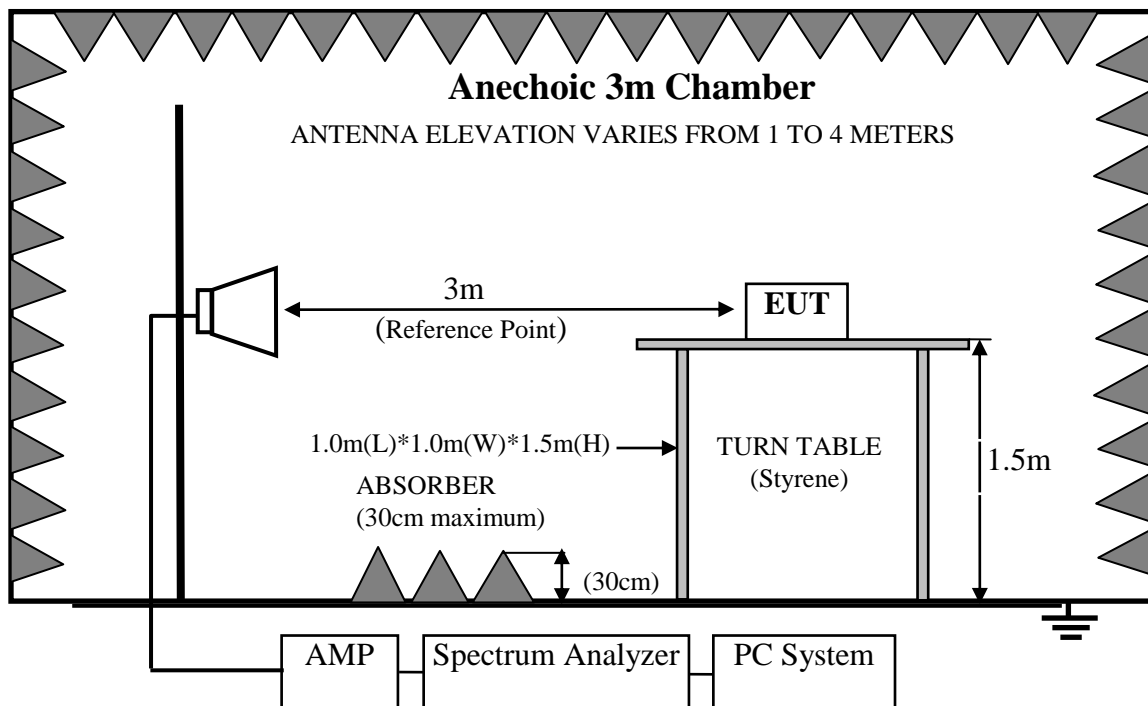 Anechoic 3m Chamber
ANTENNA ELEVATION VARIES FROM 1 TO 4 METERS
3m
(Reference Point)
EUT
1.0m(L)*1.0m(W)*1.5m(H)
TURN TABLE
(Styrene)
1.5m
ABSORBER
(30cm maximum)
(30cm)
AMP
Spectrum Analyzer
PC System